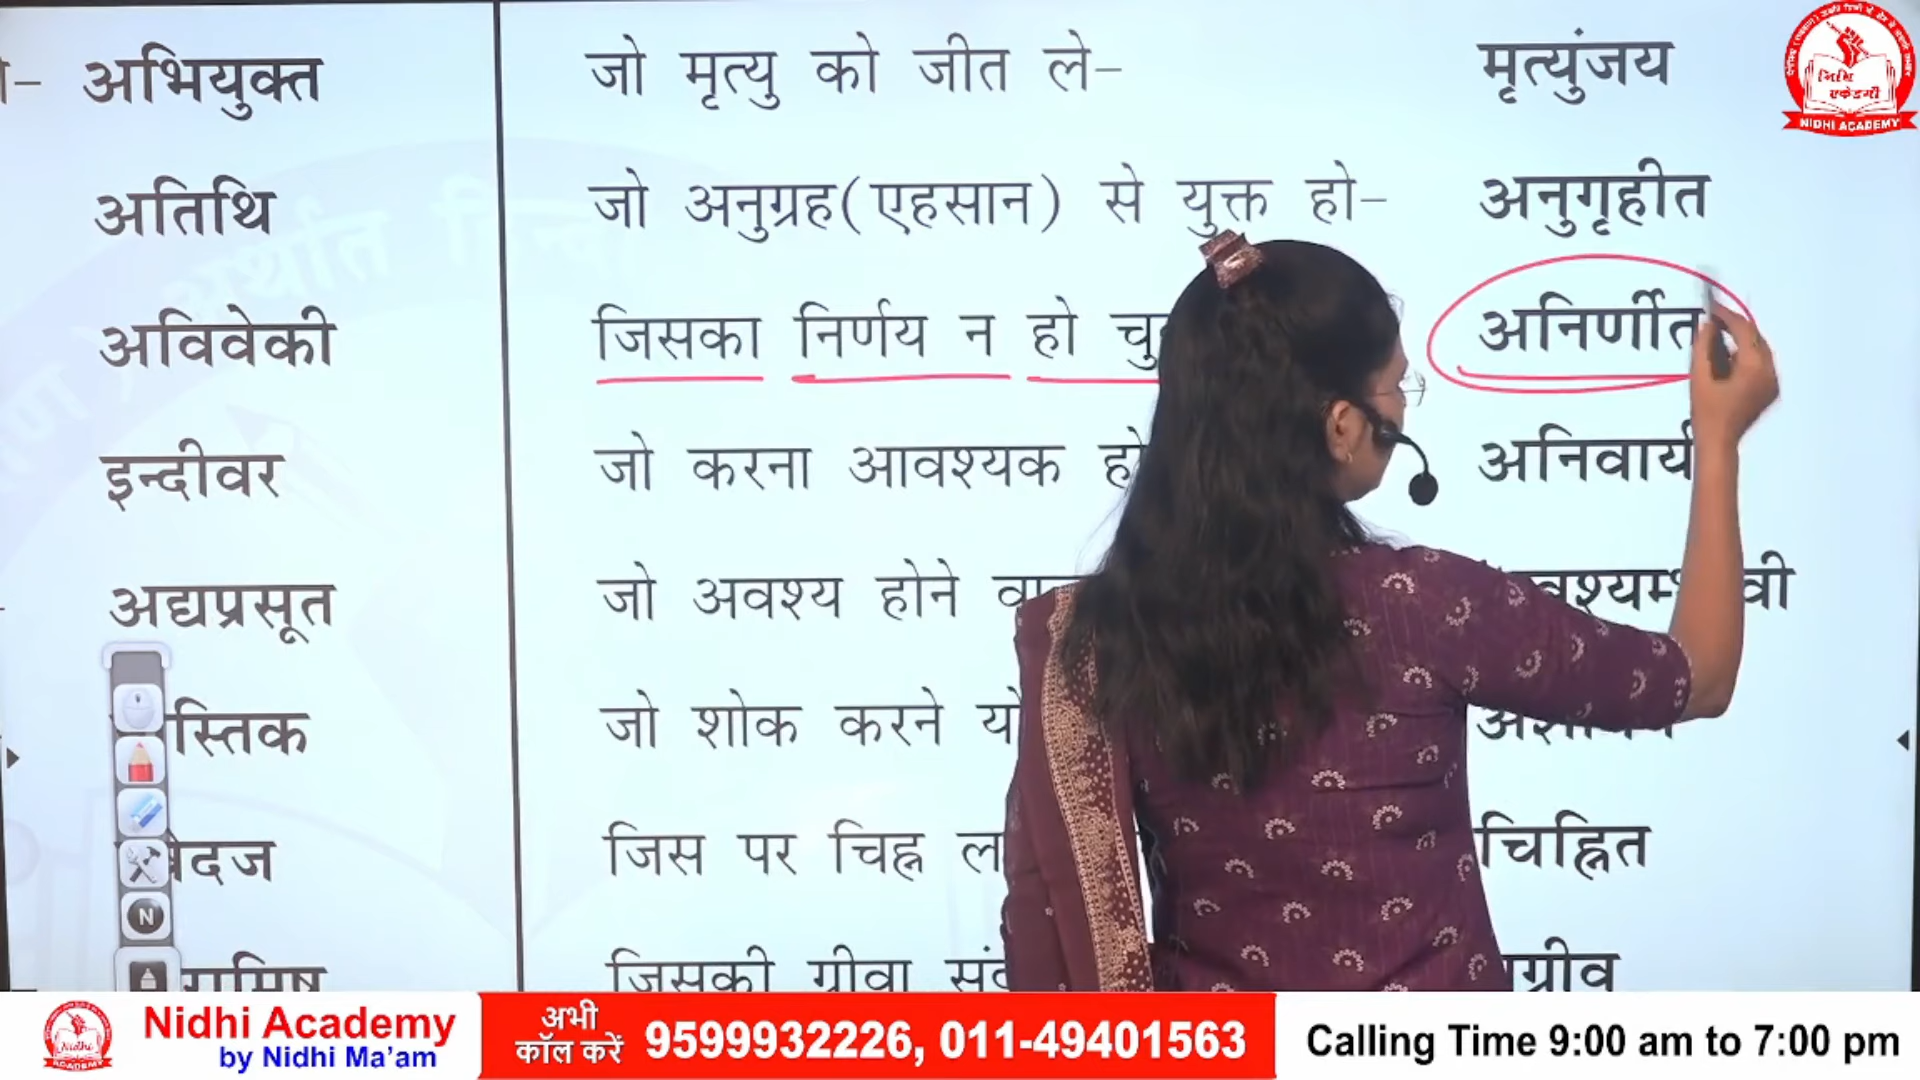 अभियुक्त जो मृत्यु को जीत ले- मृत्युंजय
अतिथि जो अनुग्रह(एहसान) से युक्त हो- अनुगृहीत
अविवेकी जिसका निर्णय न हो अनिर्णीत
इन्दीवर जो करना आवश्यक अनिवार्य
अद्यप्रसूत जो अवश्य होने
जो शोक करने
जिस पर चिह्न चिह्नित
जिसकी ग्रीवा
NIDHI ACADEMY
N
Nidhi Academy
by Nidhi Ma'am
अभी
कॉल करें
9599932226, 011-49401563
Calling Time 9:00 am to 7:00 pm